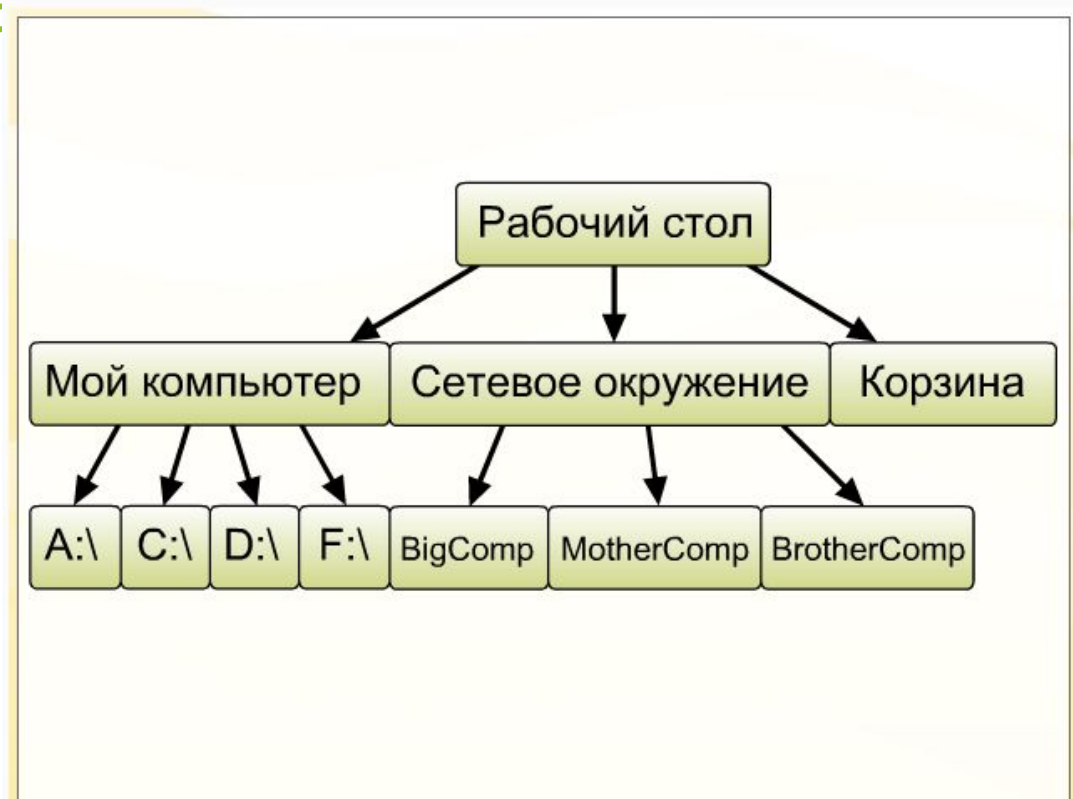 Рабочий стол
Мой компьютер Сетевое окружение Корзина
A:\ C:\ D:\ F:\ BigComp MotherComp BrotherComp